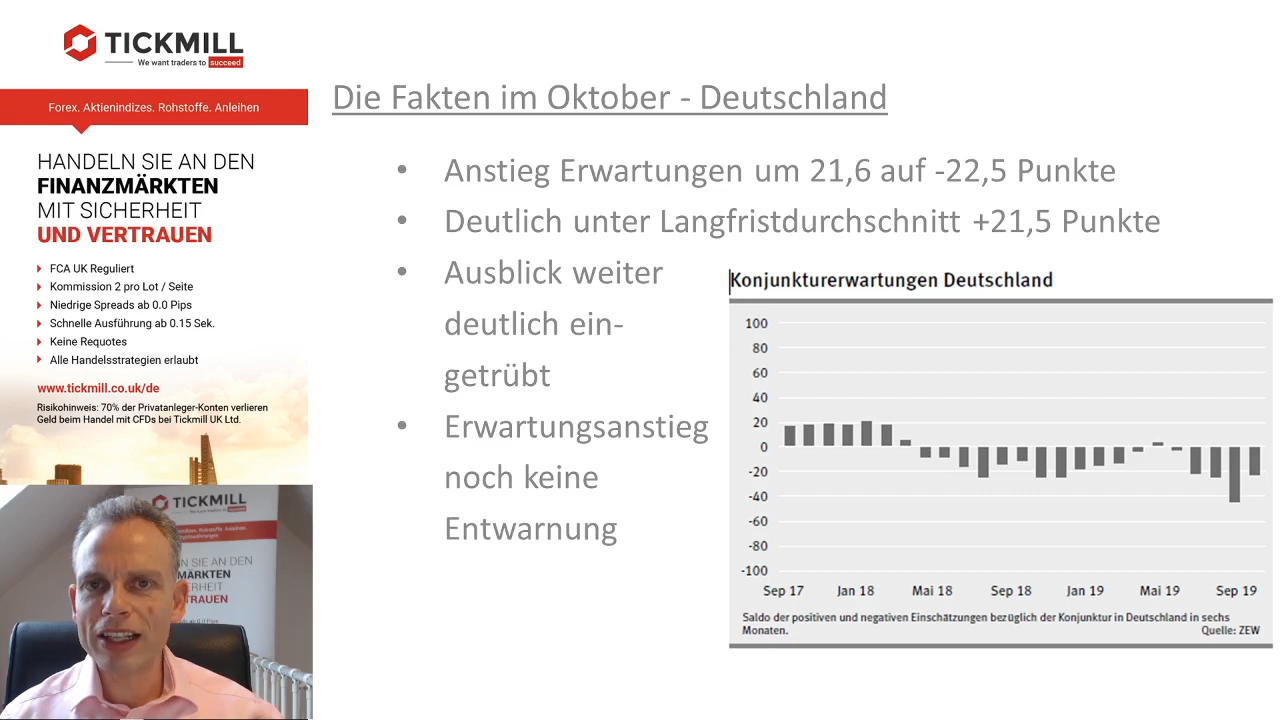 TICKMILL
We want traders to succeed
Forex. Aktienindizes. Rohstoffe. Anleihen
HANDELN SIE AN DEN
FINANZMÄRKTEN
MIT SICHERHEIT
UND VERTRAUEN
FCA UK Reguliert
Kommission 2 pro Lot / Seite
Niedrige Spreads ab 0.0 Pips
Schnelle Ausführung ab 0.15 Sek.
Keine Requotes
Alle Handelsstrategien erlaubt
www.tickmill.co.uk/de
Risikohinweis: 70% der Privatanleger-Konten verlieren
Geld beim Handel mit CFDs bei Tickmill UK Ltd.
Die Fakten im Oktober - Deutschland
• Anstieg Erwartungen um 21,6 auf -22,5 Punkte
• Deutlich unter Langfristdurchschnitt +21,5 Punkte
• Ausblick weiter
deutlich ein-
getrübt
• Erwartungsanstieg
noch keine
Entwarnung
Konjunkturerwartungen Deutschland
100
80
60
40
20
0
-20
-40
-60
-80
-100
Sep 17 Jan 18 Mai 18 Sep 18 Jan 19 Mai 19 Sep 19
Saldo der positiven und negativen Einschätzungen bezüglich der Konjunktur in Deutschland in sechs
Monaten. Quelle: ZEW
TICKMILL
N SIE AN DEN
MÄRKTEN
HERHEIT
TRAUEN